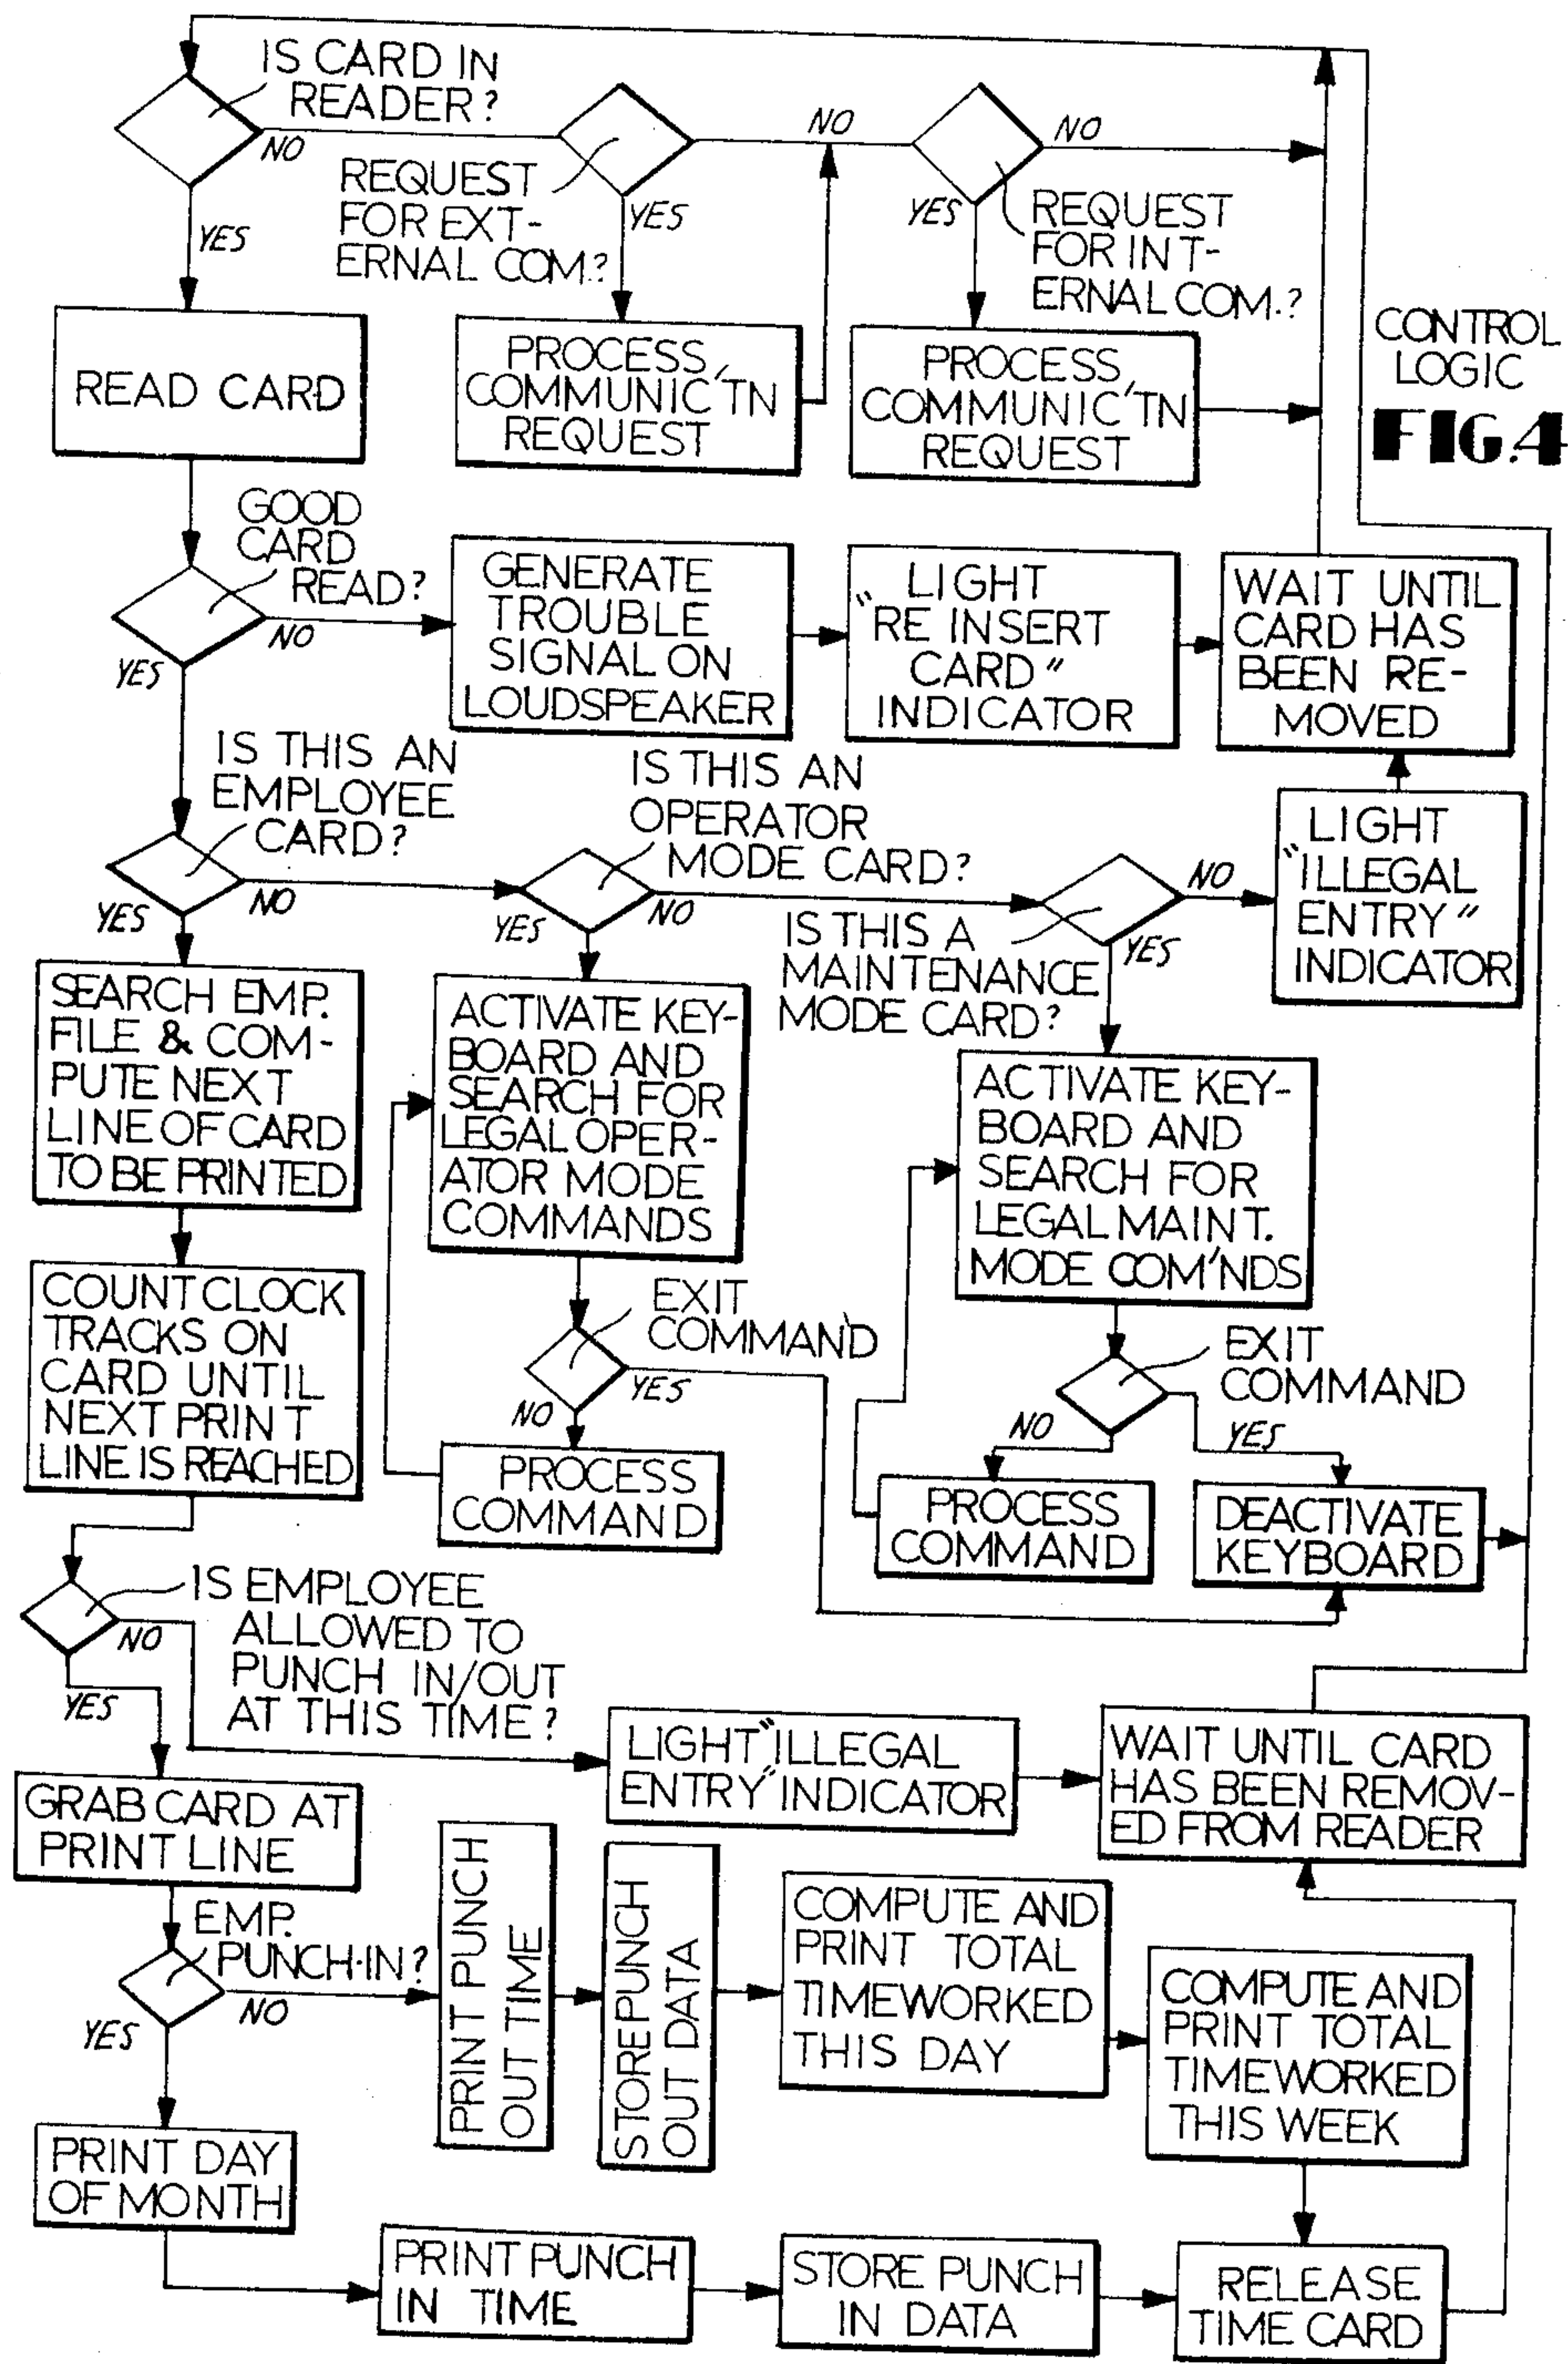 IS CARD IN
READER?
NO
YES
REQUEST
FOR EXT-
ERNAL COM.?
YES
NO
NO
YES
REQUEST
FOR INT-
ERNAL COM.?
READ CARD
PROCESS
COMMUNIC'TN
REQUEST
PROCESS
COMMUNIC'TN
REQUEST
CONTROL
LOGIC
FIG.4
GOOD
CARD
READ?
NO
YES
GENERATE
TROUBLE
SIGNAL ON
LOUDSPEAKER
LIGHT
"RE INSERT
CARD"
INDICATOR
WAIT UNTIL
CARD HAS
BEEN RE-
MOVED
IS THIS AN
EMPLOYEE
CARD?
NO
YES
IS THIS AN
OPERATOR
MODE CARD?
YES
NO
IS THIS A
MAINTENANCE
MODE CARD?
NO
YES
LIGHT
"ILLEGAL
ENTRY"
INDICATOR
SEARCH EMP.
FILE & COM-
PUTE NEXT
LINE OF CARD
TO BE PRINTED
ACTIVATE KEY-
BOARD AND
SEARCH FOR
LEGAL OPER-
ATOR MODE
COMMANDS
ACTIVATE KEY-
BOARD AND
SEARCH FOR
LEGAL MAINT.
MODE COM'NDS
COUNT CLOCK
TRACKS ON
CARD UNTIL
NEXT PRINT
LINE IS REACHED
EXIT
COMMAND
YES
NO
PROCESS
COMMAND
EXIT
COMMAND
NO
YES
PROCESS
COMMAND
DEACTIVATE
KEYBOARD
IS EMPLOYEE
ALLOWED TO
PUNCH IN/OUT
AT THIS TIME?
NO
YES
LIGHT "ILLEGAL
ENTRY" INDICATOR
WAIT UNTIL CARD
HAS BEEN REMOV-
ED FROM READER
GRAB CARD AT
PRINT LINE
EMP.
PUNCH-IN?
NO
YES
PRINT PUNCH
OUT TIME
STORE PUNCH
OUT DATA
COMPUTE AND
PRINT TOTAL
TIME WORKED
THIS DAY
COMPUTE AND
PRINT TOTAL
TIME WORKED
THIS WEEK
PRINT DAY
OF MONTH
PRINT PUNCH
IN TIME
STORE PUNCH
IN DATA
RELEASE
TIME CARD